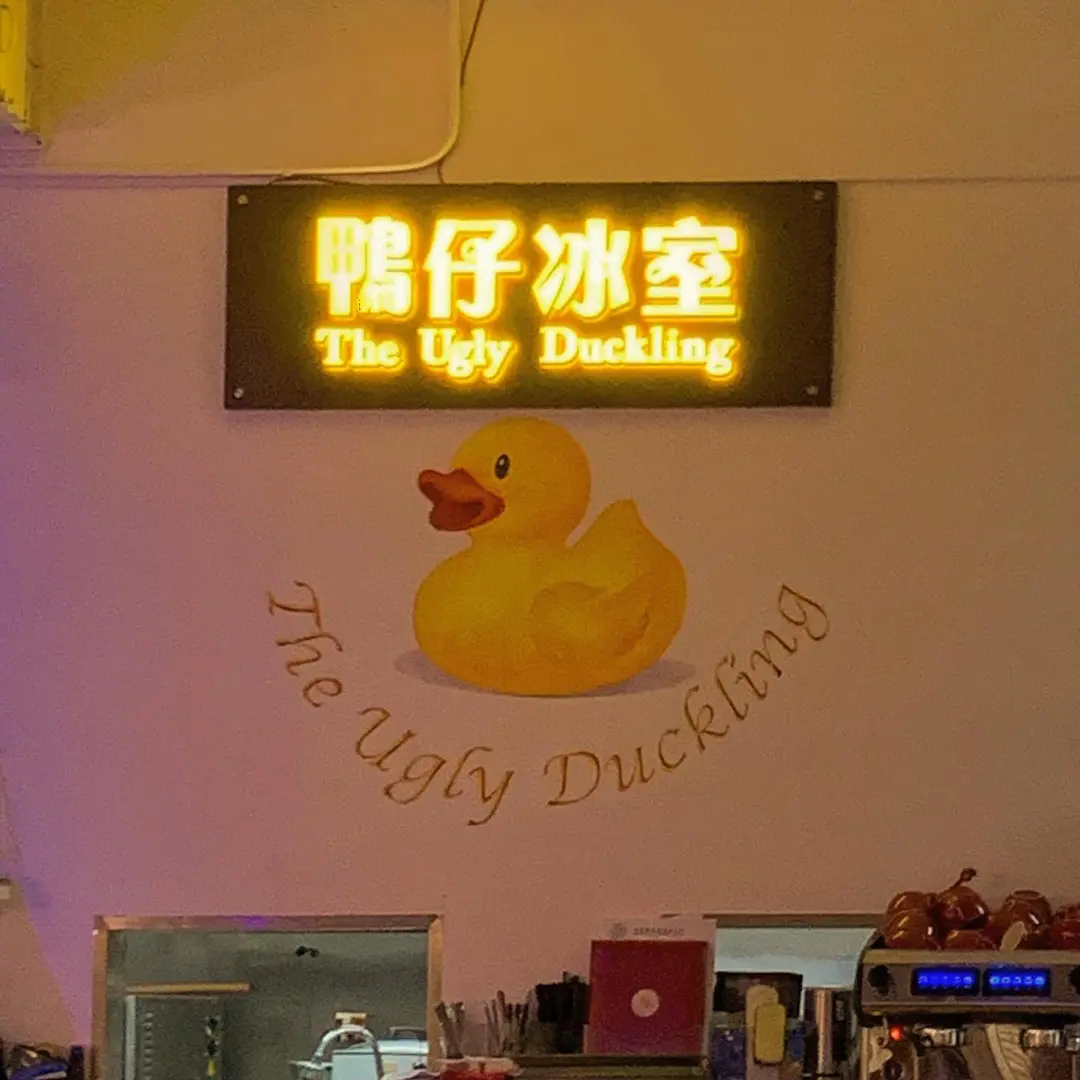 鴨仔冰室
The Ugly Duckling
The Ugly Duckling